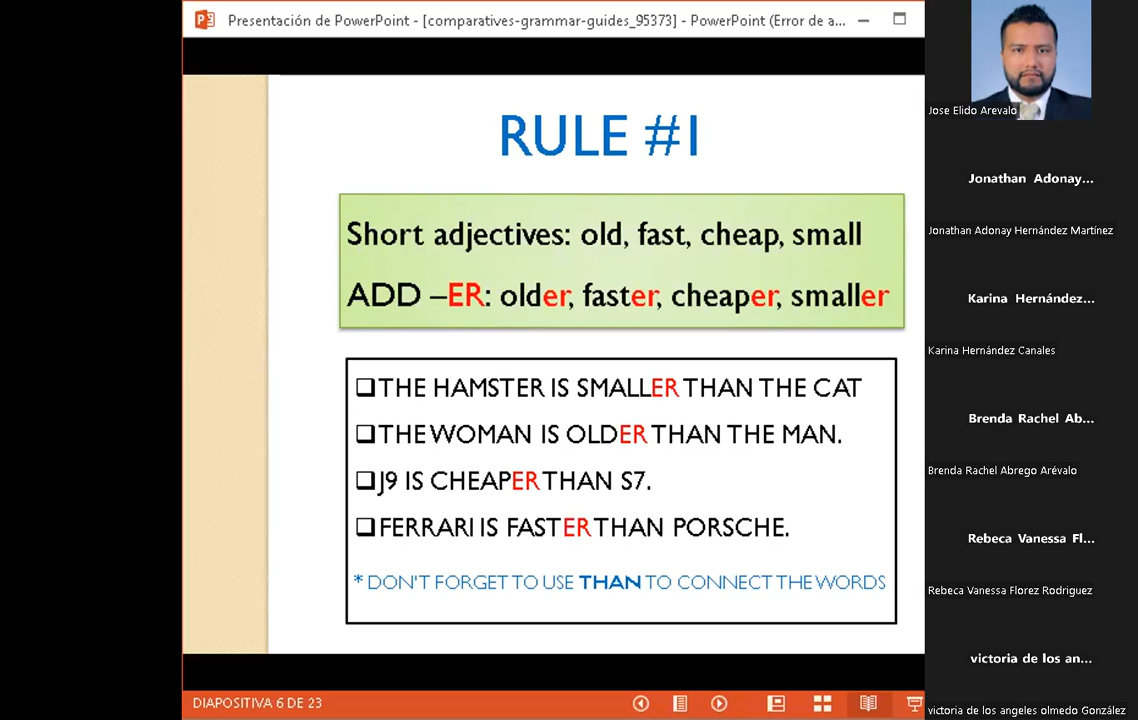 Presentación de PowerPoint - [comparatives-grammar-guides_95373] - PowerPoint (Error de a...
RULE #1
Short adjectives: old, fast, cheap, small
ADD –ER: older, faster, cheaper, smaller
❑THE HAMSTER IS SMALLER THAN THE CAT
❑THE WOMAN IS OLDER THAN THE MAN.
❑J9 IS CHEAPER THAN S7.
❑FERRARI IS FASTER THAN PORSCHE.
* DON'T FORGET TO USE THAN TO CONNECT THE WORDS
DIAPOSITIVA 6 DE 23
Jose Elido Arevalo
Jonathan Adonay...
Jonathan Adonay Hernández Martínez
Karina Hernández...
Karina Hernández Canales
Brenda Rachel Ab...
Brenda Rachel Abrego Arévalo
Rebeca Vanessa Fl...
Rebeca Vanessa Florez Rodriguez
victoria de los an...
victoria de los angeles olmedo González